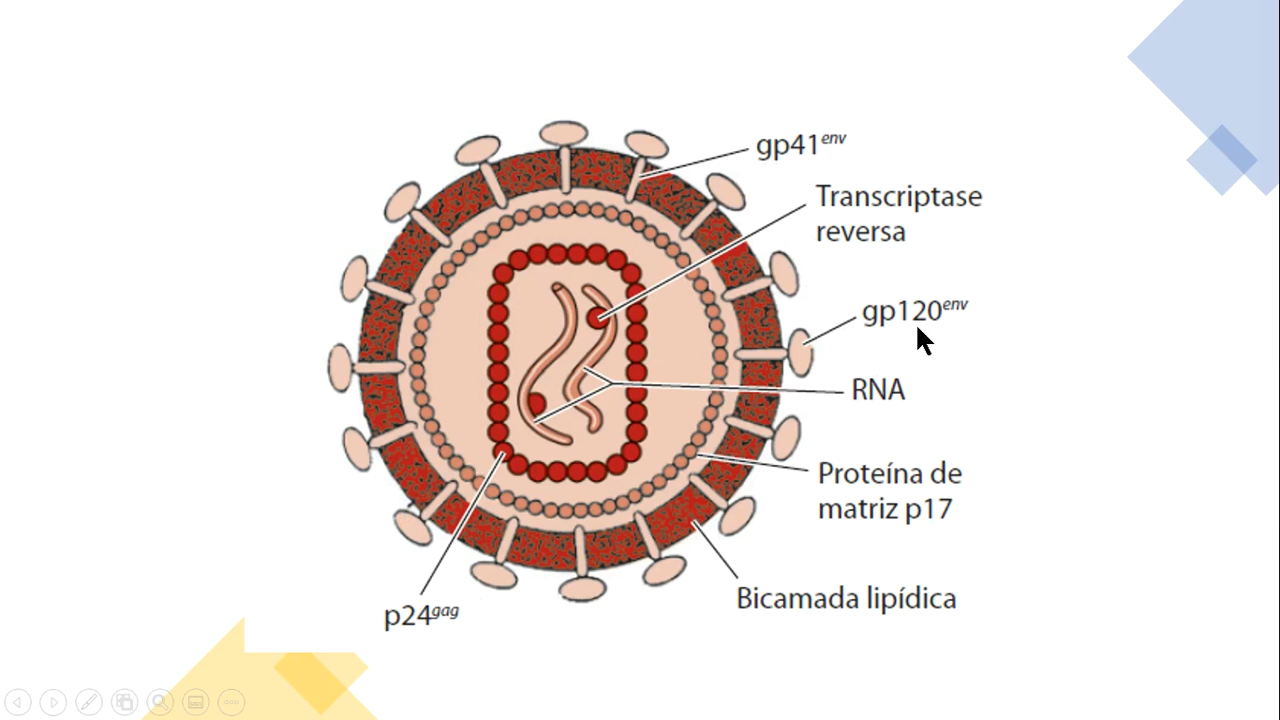 gp41env
Transcriptase
reversa
gp120env
RNA
Proteína de
matriz p17
Bicamada lipídica
p24gag